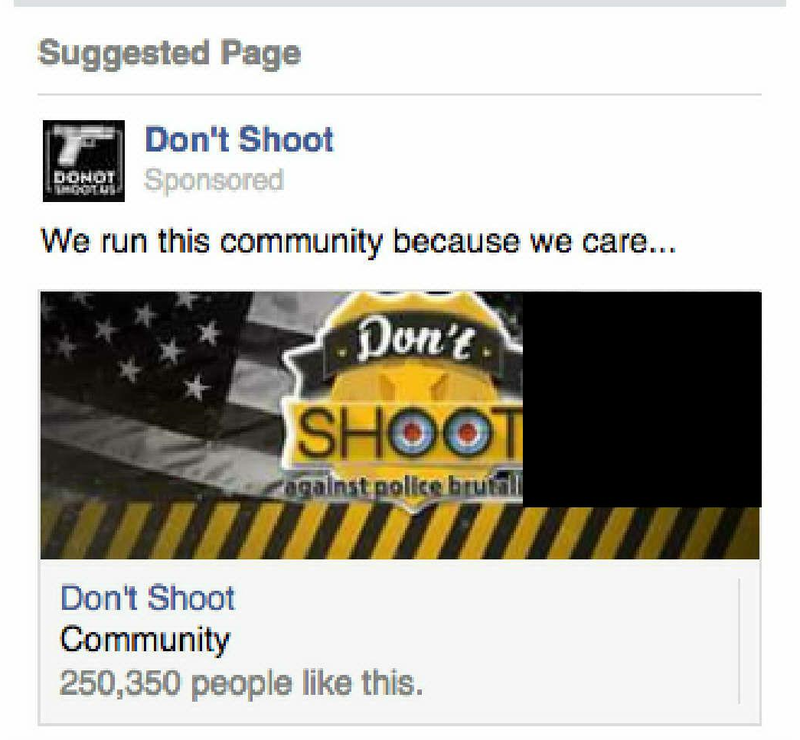 Suggested Page
Don't Shoot
Sponsored
DONOT
SHOOT.US
We run this community because we care...
Don't
SHOOT
against police brutali
Don't Shoot
Community
250,350 people like this.